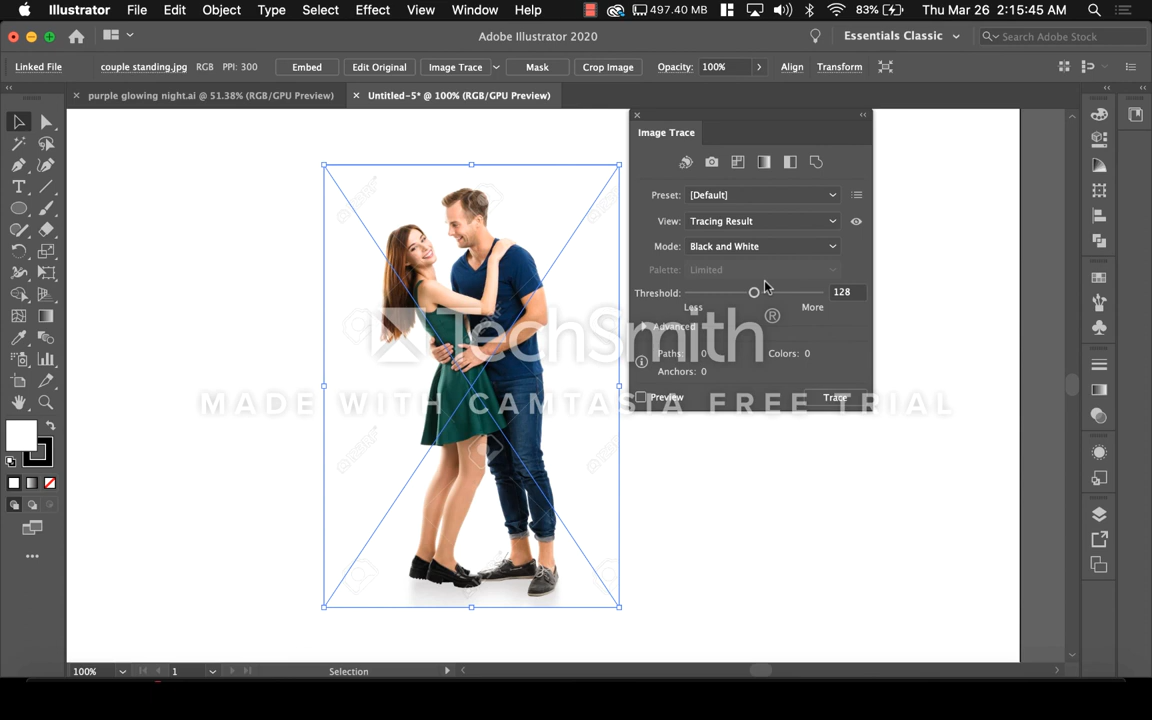 Illustrator File Edit Object Type Select Effect View Window Help 497.40 MB 83% Thu Mar 26 2:15:45 AM
Adobe Illustrator 2020 Essentials Classic Search Adobe Stock
Linked File couple standing.jpg RGB PPI: 300 Embed Edit Original Image Trace Mask Crop Image Opacity: 100% Align Transform
× purple glowing night.ai @ 51.38% (RGB/GPU Preview) × Untitled-5* @ 100% (RGB/GPU Preview)
Image Trace
Preset: [Default]
View: Tracing Result
Mode: Black and White
Palette: Limited
Threshold: 128
Less More
Advanced
TechSmith®
Paths: 0 Colors: 0
Anchors: 0
Preview Trace
MADE WITH CAMTASIA FREE TRIAL
100% 1 Selection